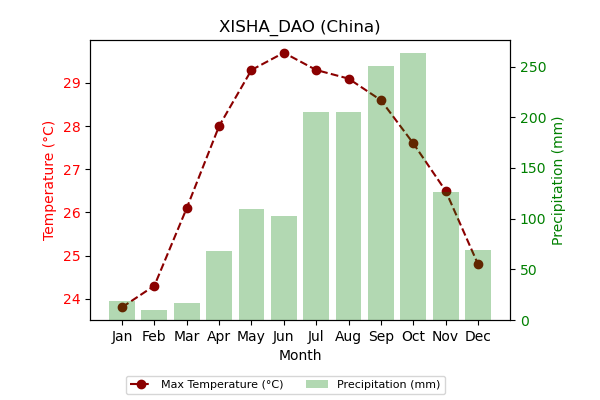 XISHA_DAO (China)
Temperature (°C)
29
28
27
26
25
24
250
200
150
100
50
0
Precipitation (mm)
Jan Feb Mar Apr May Jun Jul Aug Sep Oct Nov Dec
Month
Max Temperature (°C) Precipitation (mm)